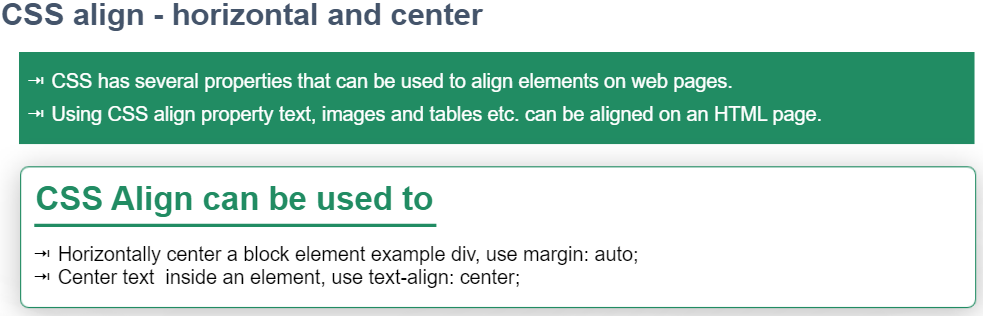 CSS align - horizontal and center
⇥ CSS has several properties that can be used to align elements on web pages.
⇥ Using CSS align property text, images and tables etc. can be aligned on an HTML page.
CSS Align can be used to
⇥ Horizontally center a block element example div, use margin: auto;
⇥ Center text  inside an element, use text-align: center;